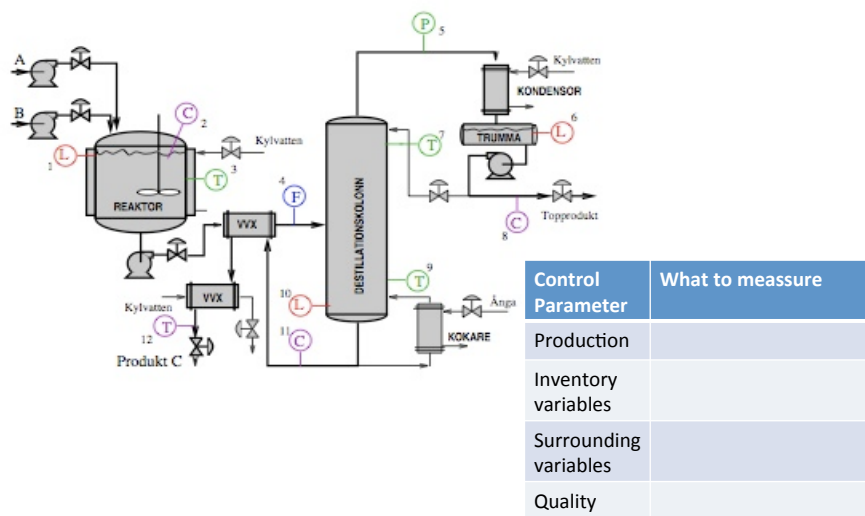 P
5
A
Kylvatten
KONDENSOR
B
C
2
7
T
6
L
TRUMMA
Kylvatten
L
1
3
T
REAKTOR
4
F
DESTILLATIONSKOLONN
C
8
Topprodukt
VVX
9
T
10
L
Ånga
VVX
Kylvatten
T
12
11
C
KOKARE
Produkt C
Control Parameter
What to meassure
Production
Inventory variables
Surrounding variables
Quality